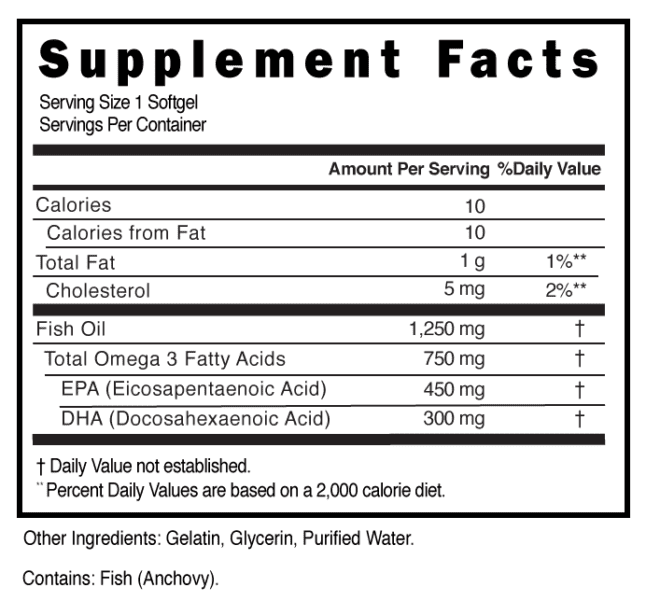 Supplement Facts
Serving Size 1 Softgel
Servings Per Container
Amount Per Serving %Daily Value
Calories 10
Calories from Fat 10
Total Fat 1 g 1%**
Cholesterol 5 mg 2%**
Fish Oil 1,250 mg †
Total Omega 3 Fatty Acids 750 mg †
EPA (Eicosapentaenoic Acid) 450 mg †
DHA (Docosahexaenoic Acid) 300 mg †
† Daily Value not established.
**Percent Daily Values are based on a 2,000 calorie diet.
Other Ingredients: Gelatin, Glycerin, Purified Water.
Contains: Fish (Anchovy).